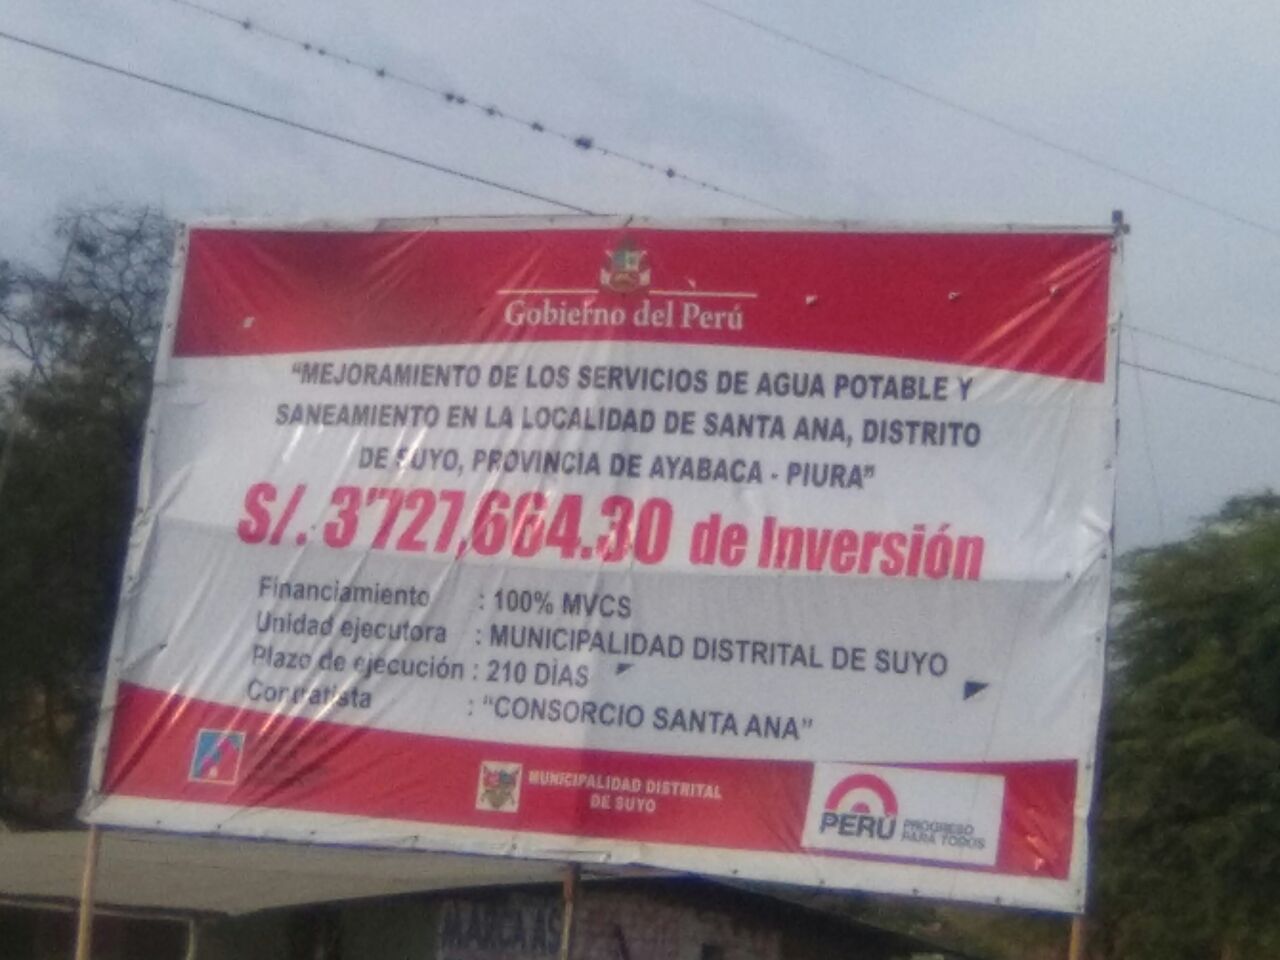 Gobierno del Perú
"MEJORAMIENTO DE LOS SERVICIOS DE AGUA POTABLE Y
SANEAMIENTO EN LA LOCALIDAD DE SANTA ANA, DISTRITO
DE SUYO, PROVINCIA DE AYABACA - PIURA"
S/. 3'727,664.30 de Inversión
Financiamiento : 100% MVCS
Unidad ejecutora : MUNICIPALIDAD DISTRITAL DE SUYO
Plazo de ejecución : 210 DÍAS
Contratista : "CONSORCIO SANTA ANA"
MUNICIPALIDAD DISTRITAL
DE SUYO
PERÚ PROGRESO
PARA TODOS